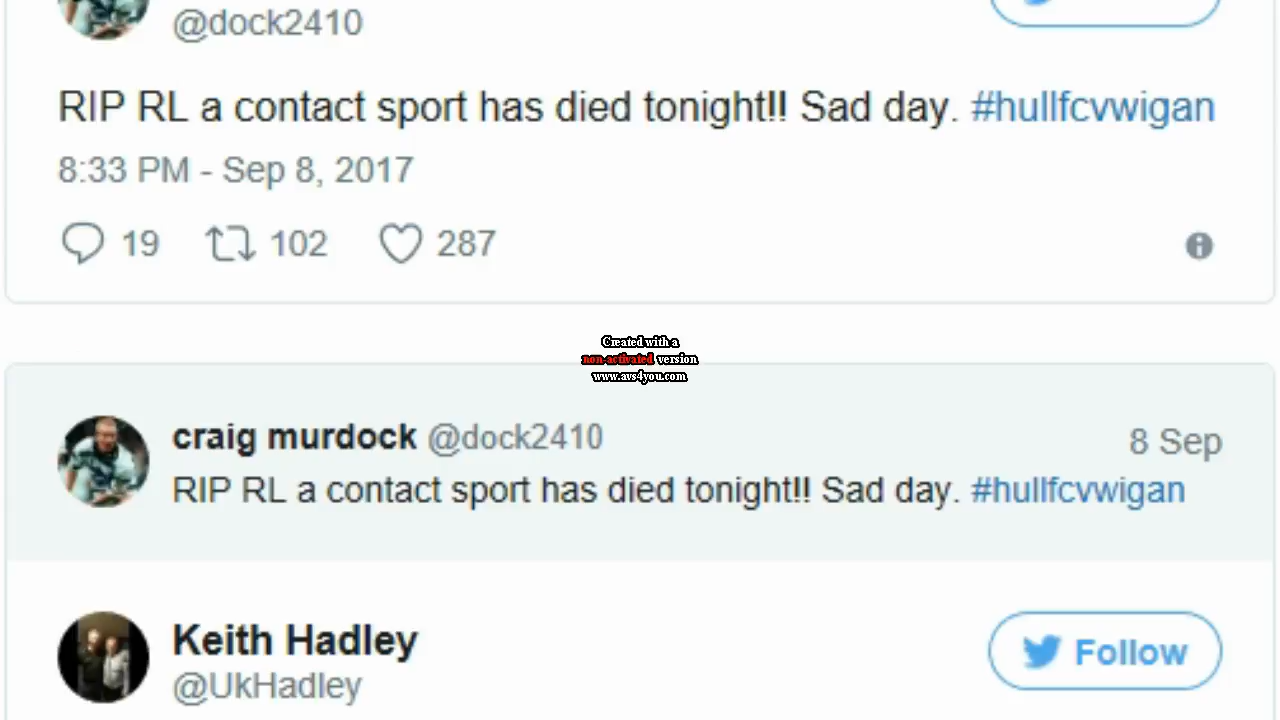 @dock2410
RIP RL a contact sport has died tonight!! Sad day. #hullfcvwigan
8:33 PM - Sep 8, 2017
19 102 287
Created with a
non-activated version
www.avs4you.com
craig murdock @dock2410 8 Sep
RIP RL a contact sport has died tonight!! Sad day. #hullfcvwigan
Keith Hadley
@UkHadley
Follow